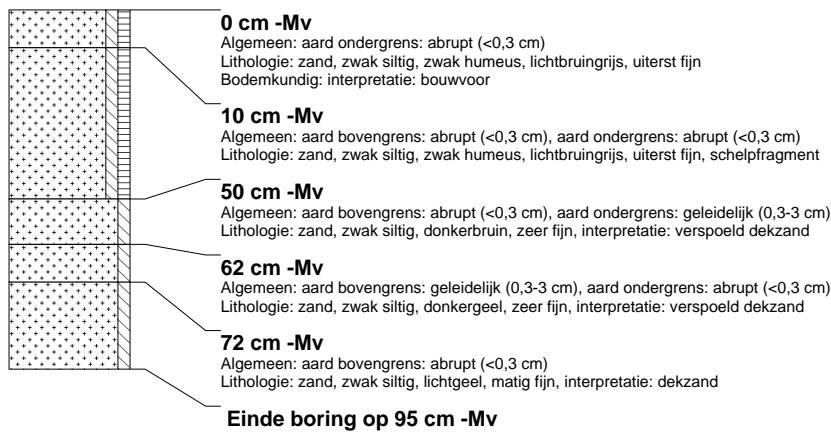 0 cm -Mv
Algemeen: aard ondergrens: abrupt (<0,3 cm)
Lithologie: zand, zwak siltig, zwak humeus, lichtbruingrijs, uiterst fijn
Bodemkundig: interpretatie: bouwvoor
10 cm -Mv
Algemeen: aard bovengrens: abrupt (<0,3 cm), aard ondergrens: abrupt (<0,3 cm)
Lithologie: zand, zwak siltig, zwak humeus, lichtbruingrijs, uiterst fijn, schelpfragment
50 cm -Mv
Algemeen: aard bovengrens: abrupt (<0,3 cm), aard ondergrens: geleidelijk (0,3-3 cm)
Lithologie: zand, zwak siltig, donkerbruin, zeer fijn, interpretatie: verspoeld dekzand
62 cm -Mv
Algemeen: aard bovengrens: geleidelijk (0,3-3 cm), aard ondergrens: abrupt (<0,3 cm)
Lithologie: zand, zwak siltig, donkergeel, zeer fijn, interpretatie: verspoeld dekzand
72 cm -Mv
Algemeen: aard bovengrens: abrupt (<0,3 cm)
Lithologie: zand, zwak siltig, lichtgeel, matig fijn, interpretatie: dekzand
Einde boring op 95 cm -Mv